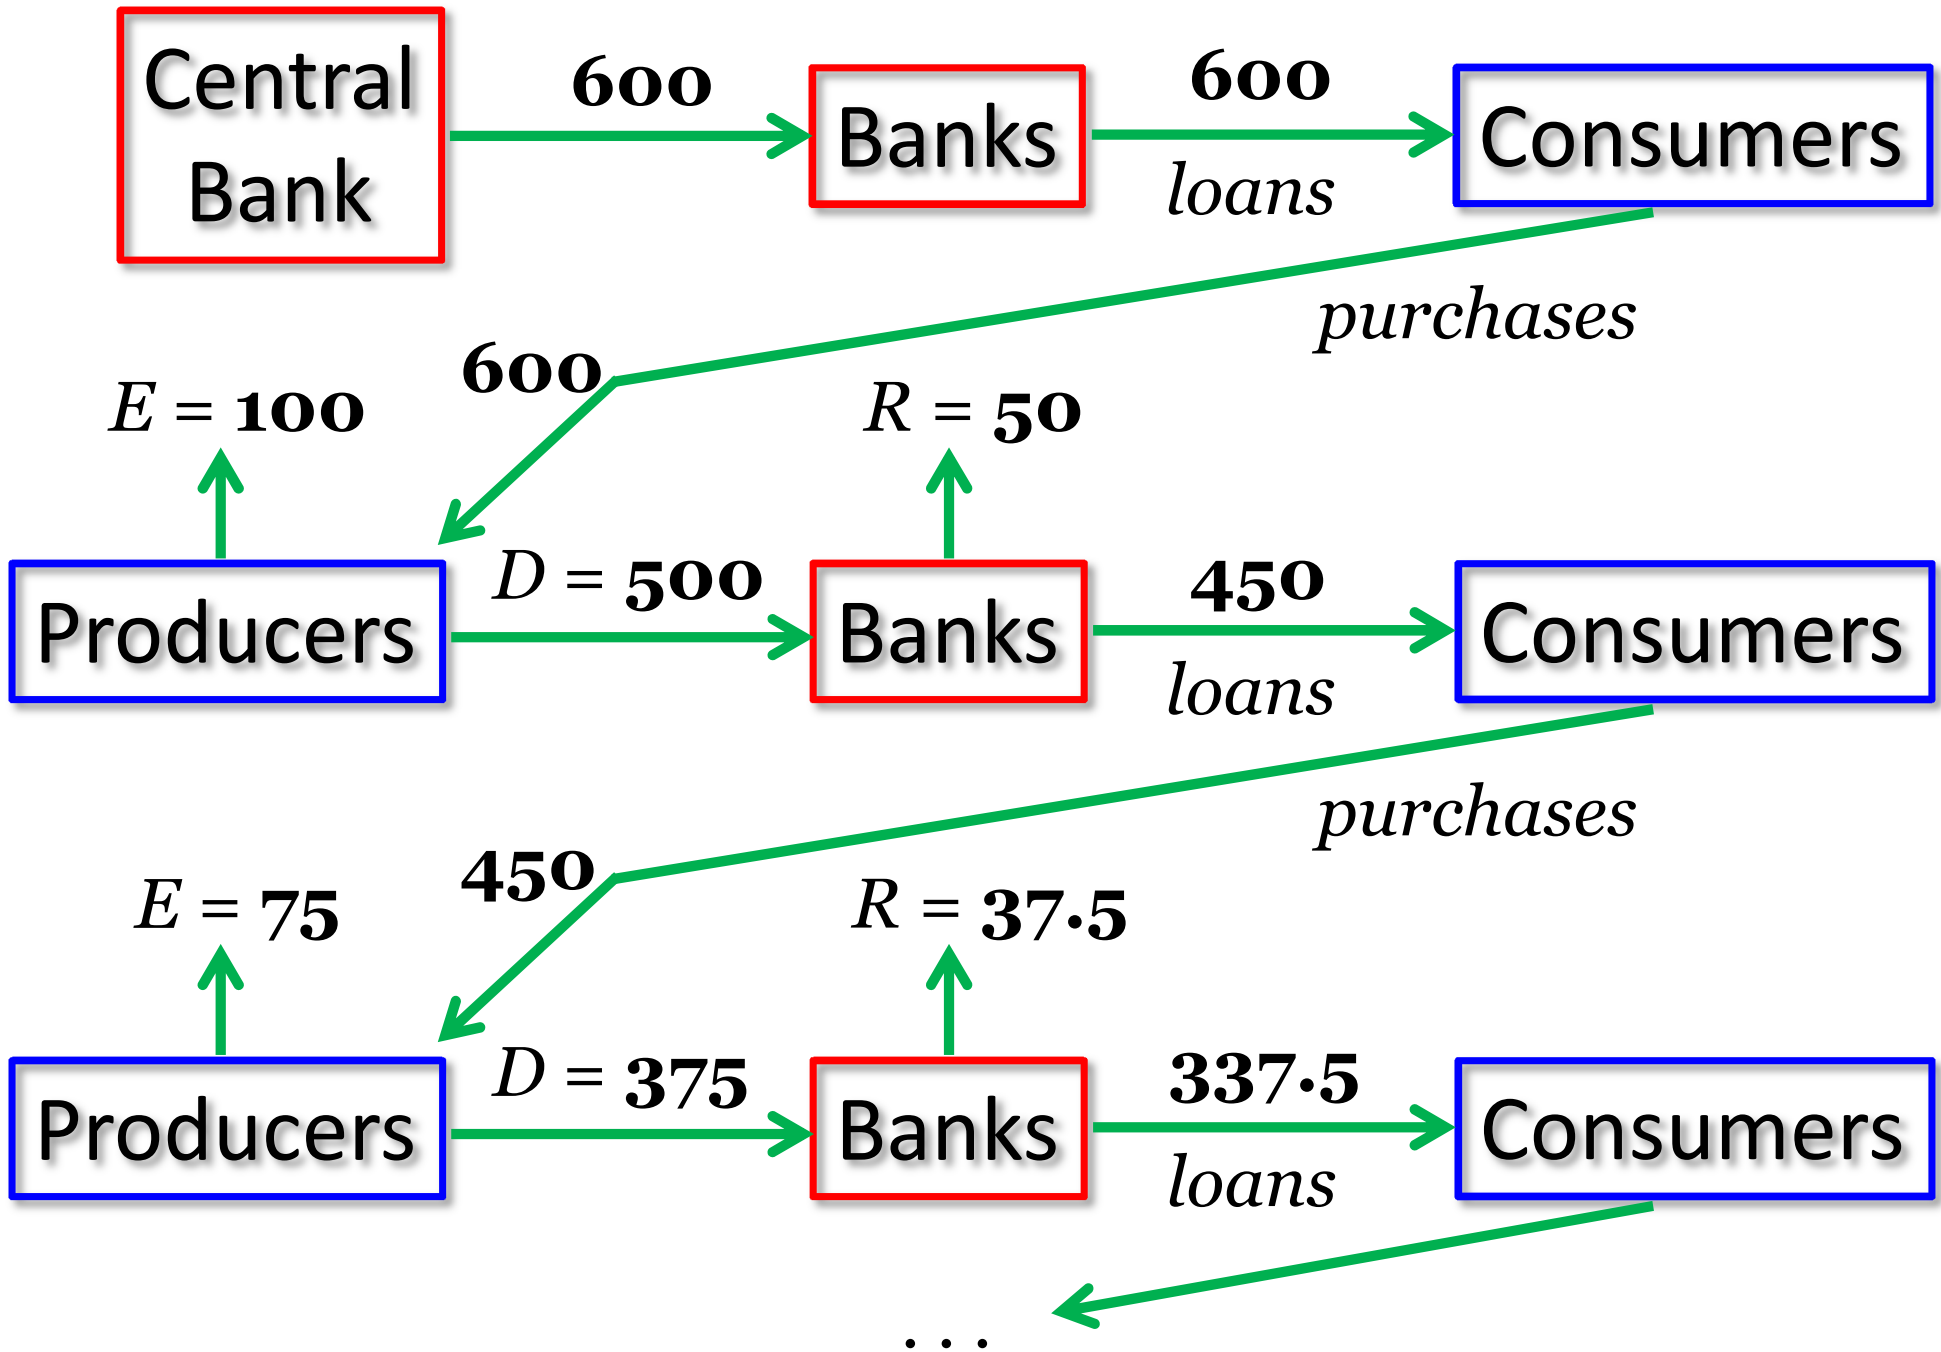 Central
Bank
600
Banks
600
loans
Consumers
purchases
600
E = 100
R = 50
Producers
D = 500
Banks
450
loans
Consumers
purchases
450
E = 75
R = 37.5
Producers
D = 375
Banks
337.5
loans
Consumers
. . .